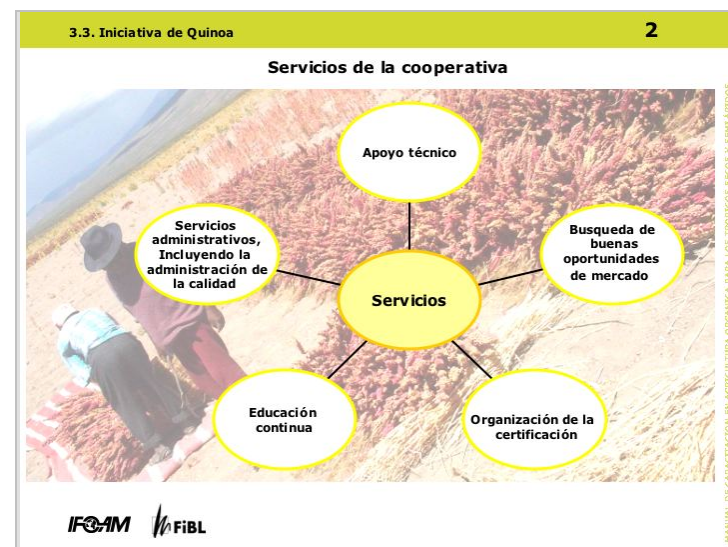 3.3. Iniciativa de Quinoa
2
Servicios de la cooperativa
Apoyo técnico
Servicios
administrativos,
Incluyendo la
administración de
la calidad
Busqueda de
buenas
oportunidades
de mercado
Servicios
Educación
continua
Organización de la
certificación
IFOAM
FiBL